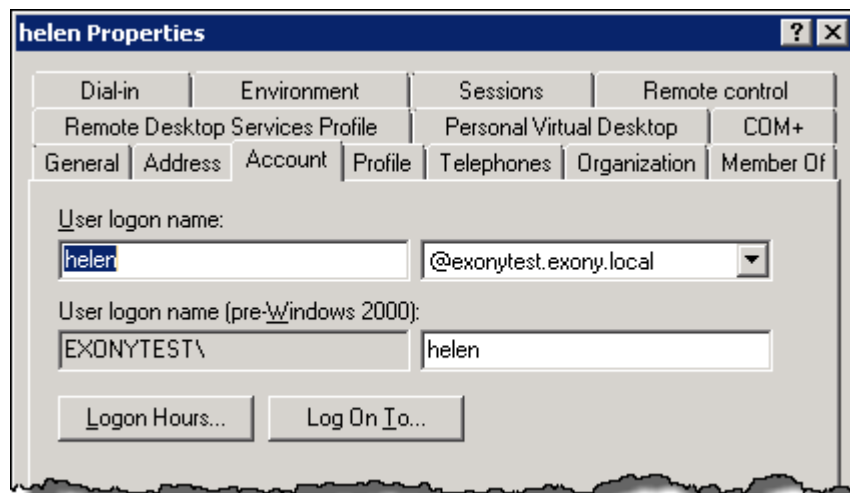 helen Properties
Dial-in Environment Sessions Remote control
Remote Desktop Services Profile Personal Virtual Desktop COM+
General Address Account Profile Telephones Organization Member Of
User logon name:
helen @exonytest.exony.local
User logon name (pre-Windows 2000):
EXONYTEST\ helen
Logon Hours... Log On To...